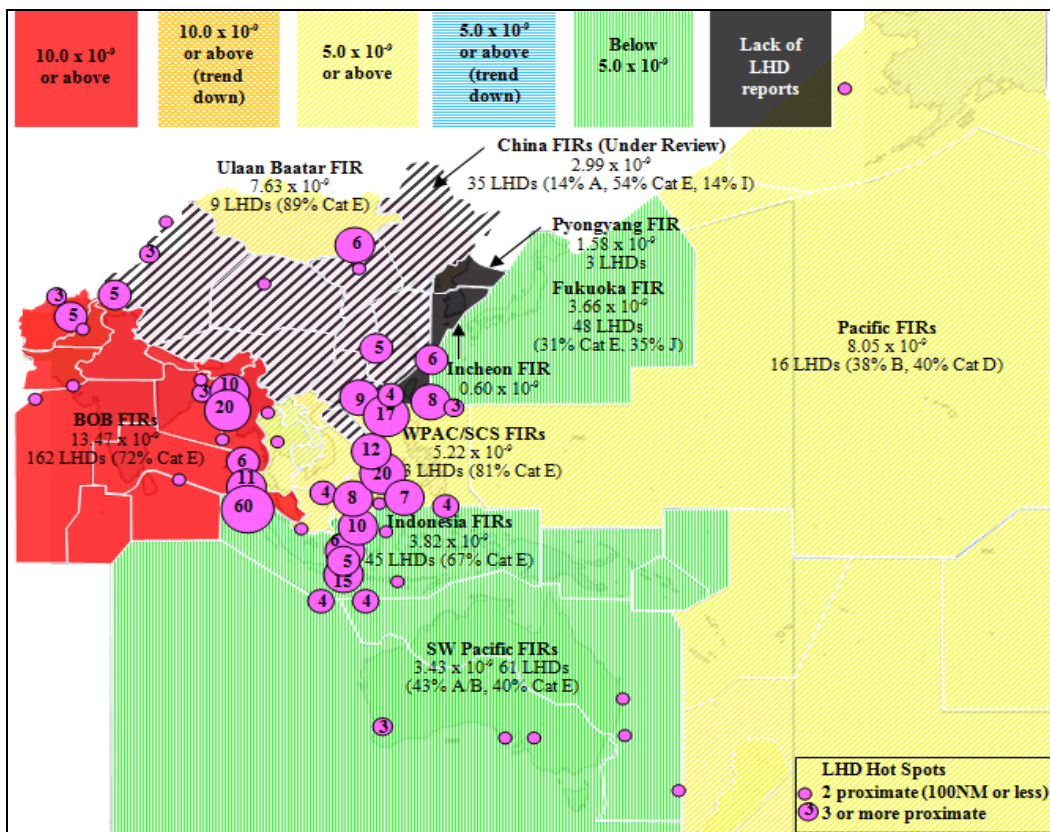 10.0 x 10⁻⁹
or above
10.0 x 10⁻⁹
or above
(trend
down)
5.0 x 10⁻⁹
or above
5.0 x 10⁻⁹
or above
(trend
down)
Below
5.0 x 10⁻⁹
Lack of
LHD
reports
China FIRs (Under Review)
2.99 x 10⁻⁹
35 LHDs (14% A, 54% Cat E, 14% I)
Ulaan Baatar FIR
7.63 x 10⁻⁹
9 LHDs (89% Cat E)
Pyongyang FIR
1.58 x 10⁻⁹
3 LHDs
Fukuoka FIR
3.66 x 10⁻⁹
48 LHDs
(31% Cat E, 35% J)
Pacific FIRs
8.05 x 10⁻⁹
16 LHDs (38% B, 40% Cat D)
Incheon FIR
0.60 x 10⁻⁹
BOB FIRs
13.47 x 10⁻⁹
162 LHDs (72% Cat E)
WPAC/SCS FIRs
5.22 x 10⁻⁹
3 LHDs (81% Cat E)
Indonesia FIRs
3.82 x 10⁻⁹
45 LHDs (67% Cat E)
SW Pacific FIRs
3.43 x 10⁻⁹ 61 LHDs
(43% A/B, 40% Cat E)
6
3
5
3
5
5
6
10
3
20
9
4
17
8
3
12
6
20
11
4
8
7
4
60
10
6
5
15
4
4
3
LHD Hot Spots
2 proximate (100NM or less)
3
3 or more proximate